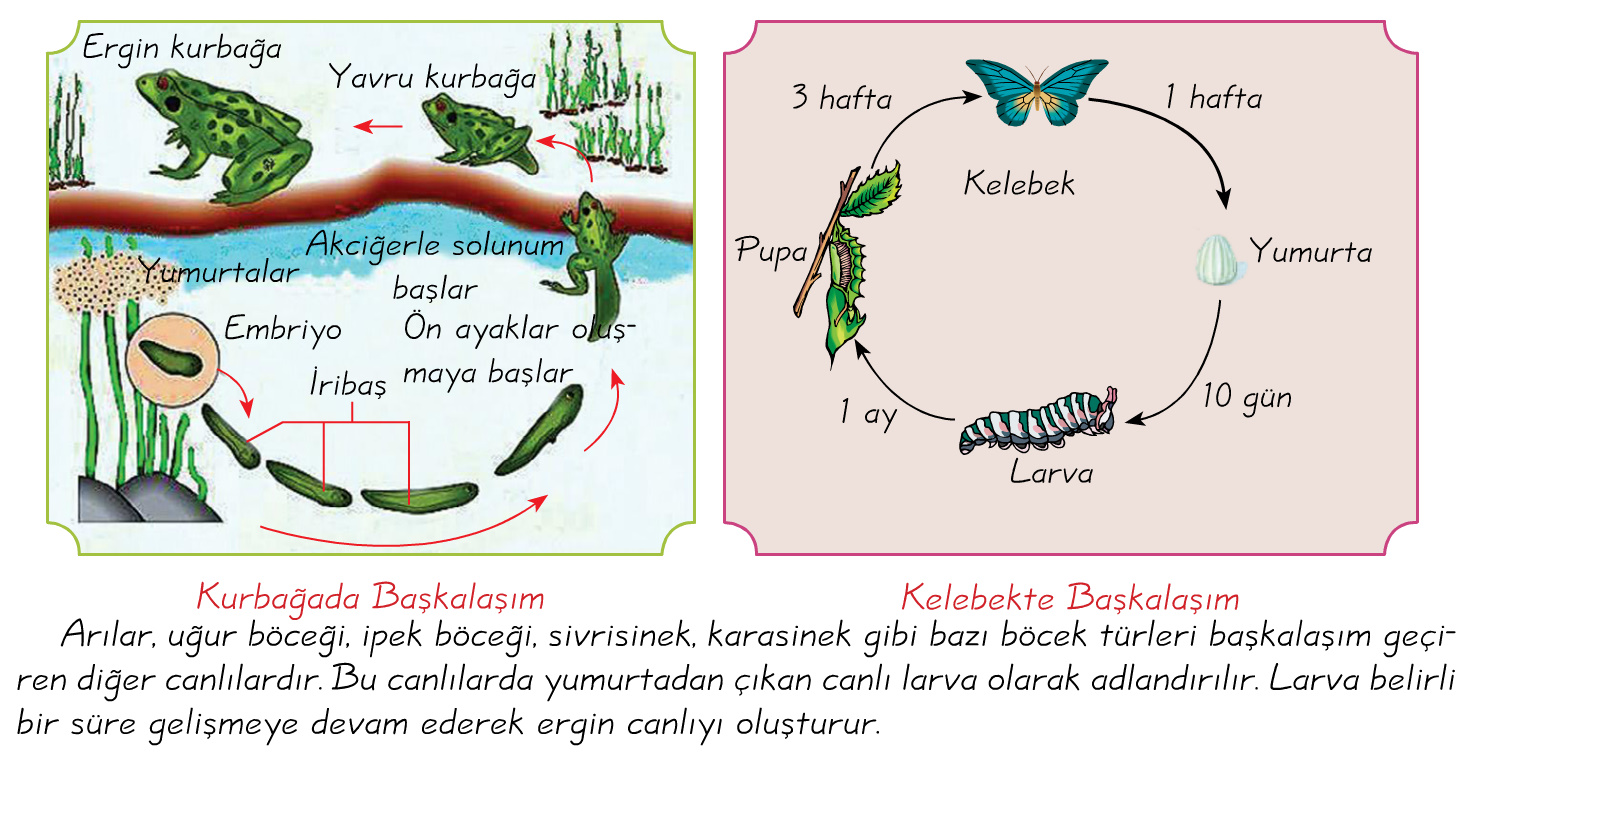 Ergin kurbağa
Yavru kurbağa
Akciğerle solunum
başlar
Yumurtalar
Embriyo
Ön ayaklar oluş-
maya başlar
İribaş
3 hafta
1 hafta
Kelebek
Pupa
Yumurta
1 ay
10 gün
Larva
Kurbağada Başkalaşım
Kelebekte Başkalaşım
Arılar, uğur böceği, ipek böceği, sivrisinek, karasinek gibi bazı böcek türleri başkalaşım geçi-
ren diğer canlılardır. Bu canlılarda yumurtadan çıkan canlı larva olarak adlandırılır. Larva belirli
bir süre gelişmeye devam ederek ergin canlıyı oluşturur.